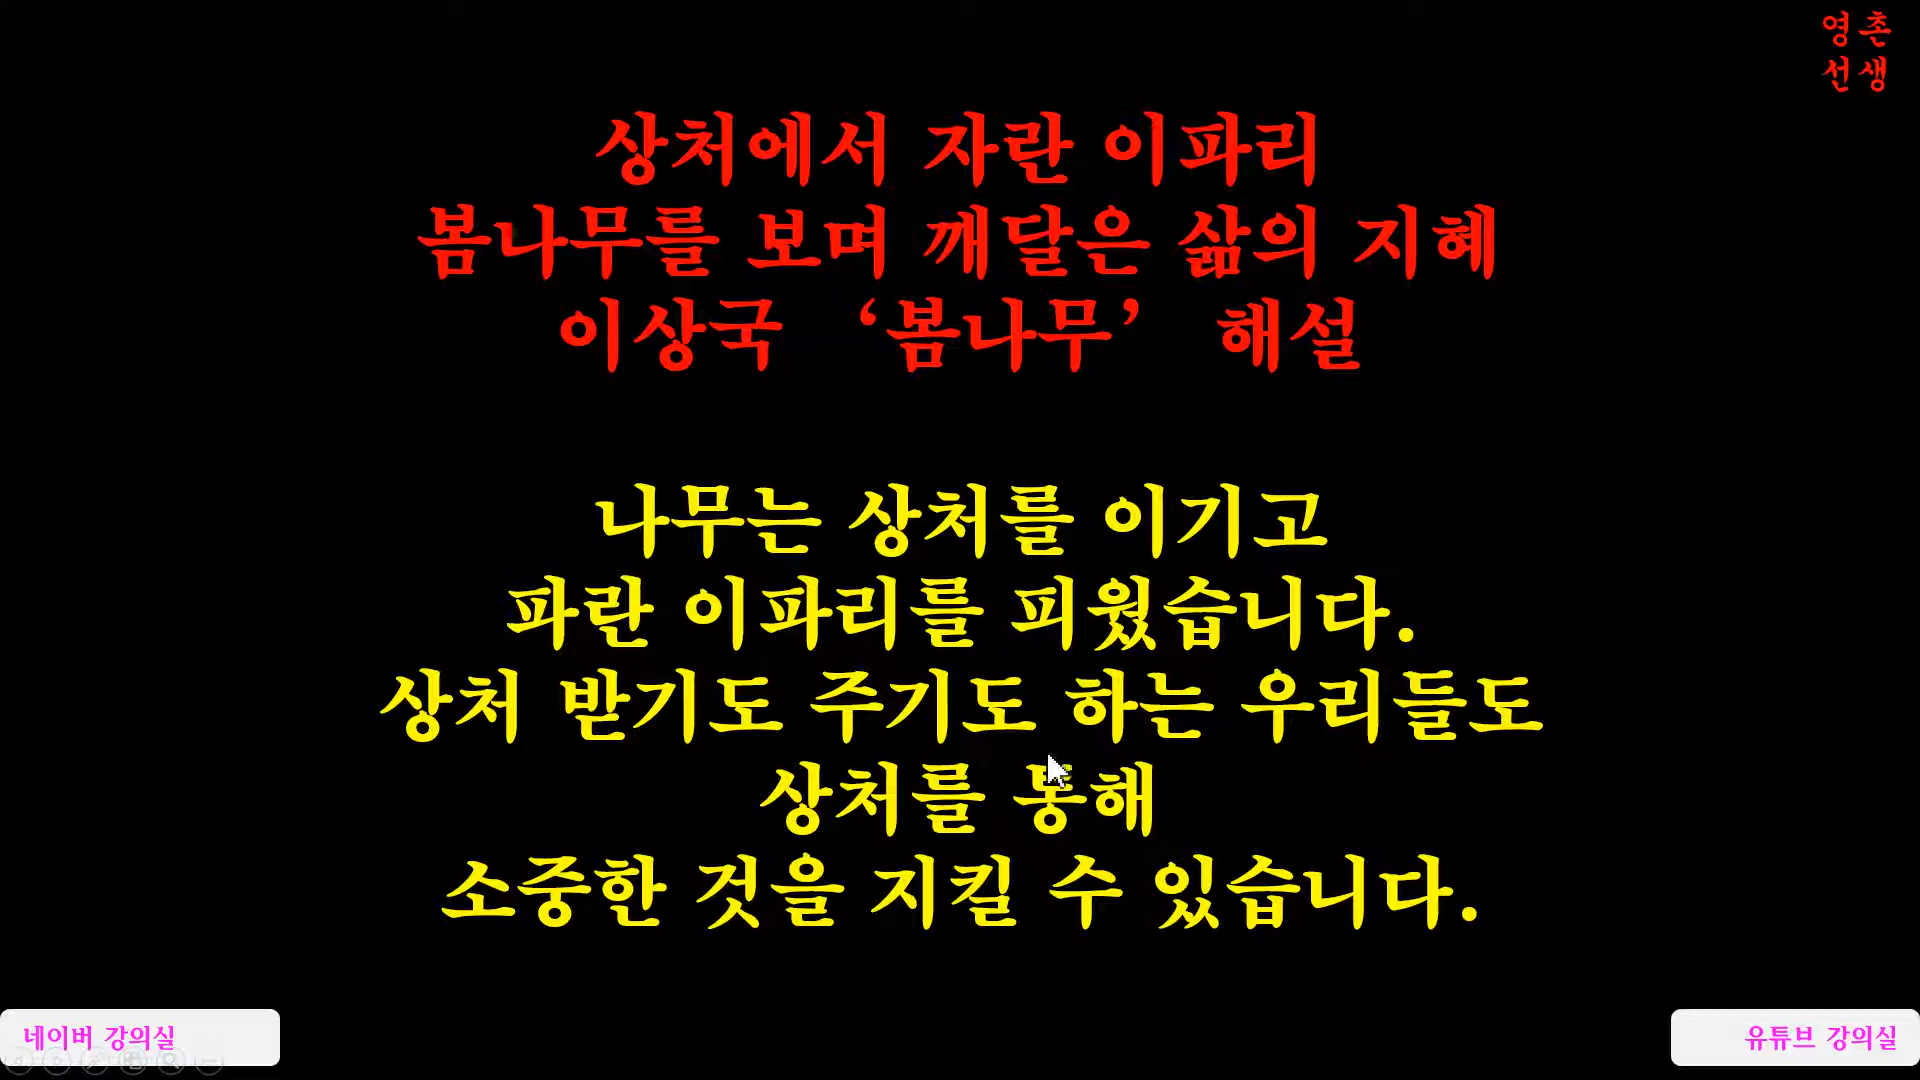 영촌
선생
상처에서 자란 이파리
봄나무를 보며 깨달은 삶의 지혜
이상국 ‘봄나무’ 해설
나무는 상처를 이기고
파란 이파리를 피웠습니다.
상처 받기도 주기도 하는 우리들도
상처를 통해
소중한 것을 지킬 수 있습니다.
네이버 강의실
유튜브 강의실